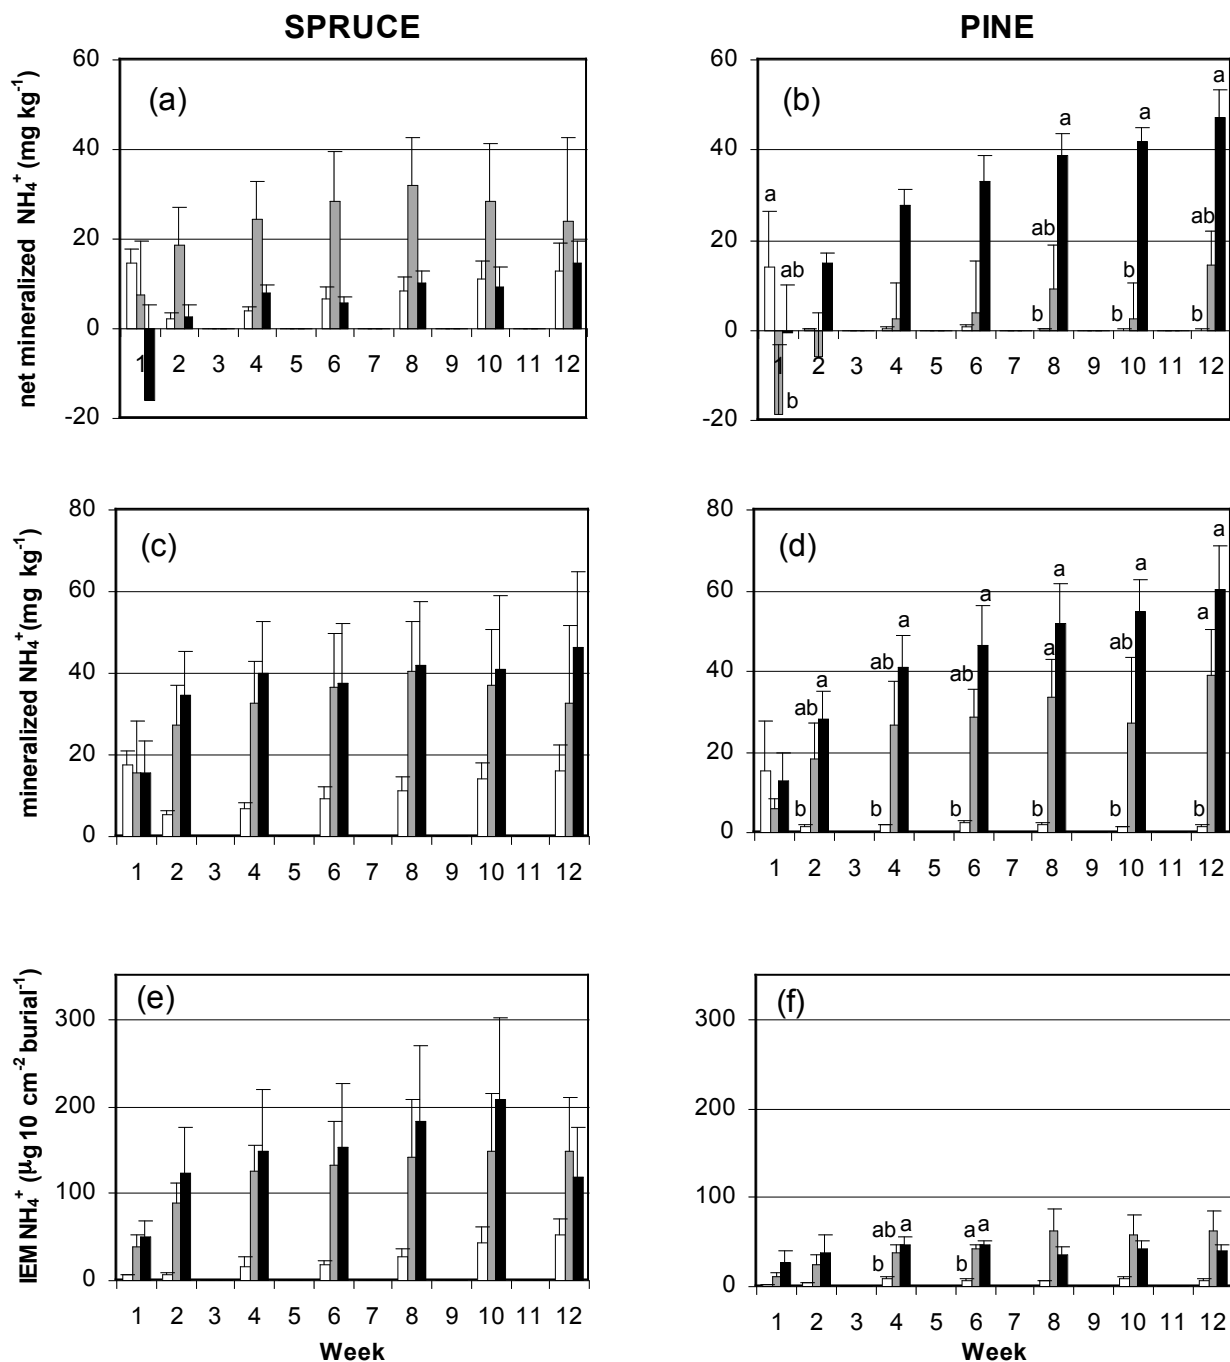 SPRUCE
PINE
net mineralized NH₄⁺ (mg kg⁻¹)
(a)
60
40
20
0
-20
1 2 3 4 5 6 7 8 9 10 11 12
(b)
60
40
20
0
-20
a
ab
b
ab
a
b
b
a
b
ab
a
b
1 2 3 4 5 6 7 8 9 10 11 12
mineralized NH₄⁺ (mg kg⁻¹)
(c)
80
60
40
20
0
1 2 3 4 5 6 7 8 9 10 11 12
(d)
80
60
40
20
0
b
ab
a
b
ab
a
b
ab
a
b
a
a
b
ab
a
b
a
a
1 2 3 4 5 6 7 8 9 10 11 12
IEM NH₄⁺ (µg 10 cm⁻² burial⁻¹)
(e)
300
200
100
0
1 2 3 4 5 6 7 8 9 10 11 12
Week
(f)
300
200
100
0
ab a
b
a a
b
1 2 3 4 5 6 7 8 9 10 11 12
Week